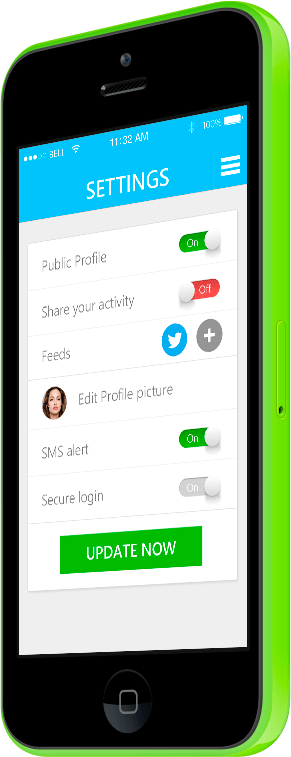 BELL 11:32 AM 100%
SETTINGS
Public Profile On
Share your activity Off
Feeds
Edit Profile picture
SMS alert On
Secure login On
UPDATE NOW